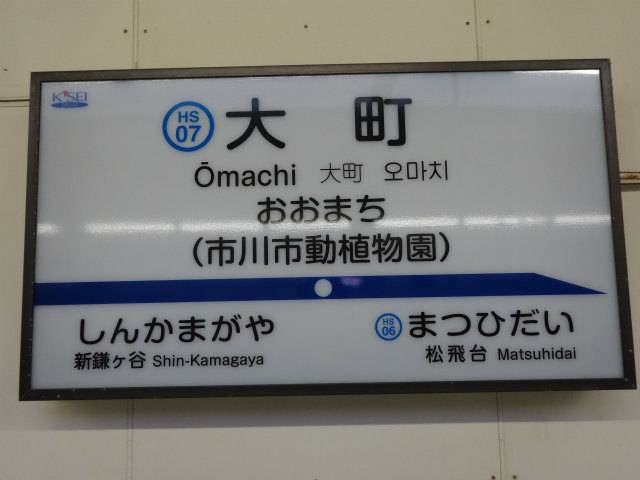 K'SEI
HS
07
大 町
Ōmachi 大町 오마치
おおまち
(市川市動植物園)
しんかまがや
新鎌ヶ谷 Shin-Kamagaya
HS
06
まつひだい
松飛台 Matsuhidai